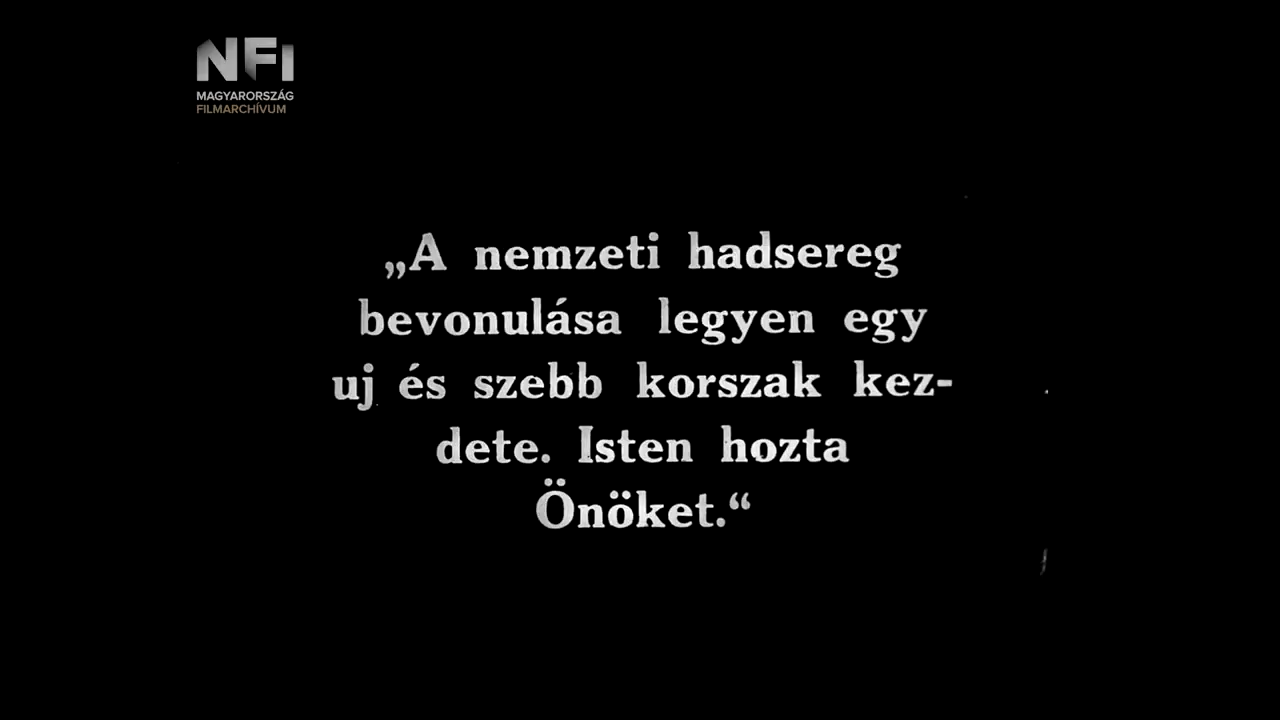 NFI
MAGYARORSZÁG
FILMARCHÍVUM
„A nemzeti hadsereg
bevonulása legyen egy
uj és szebb korszak kez-
dete. Isten hozta
Önöket.“